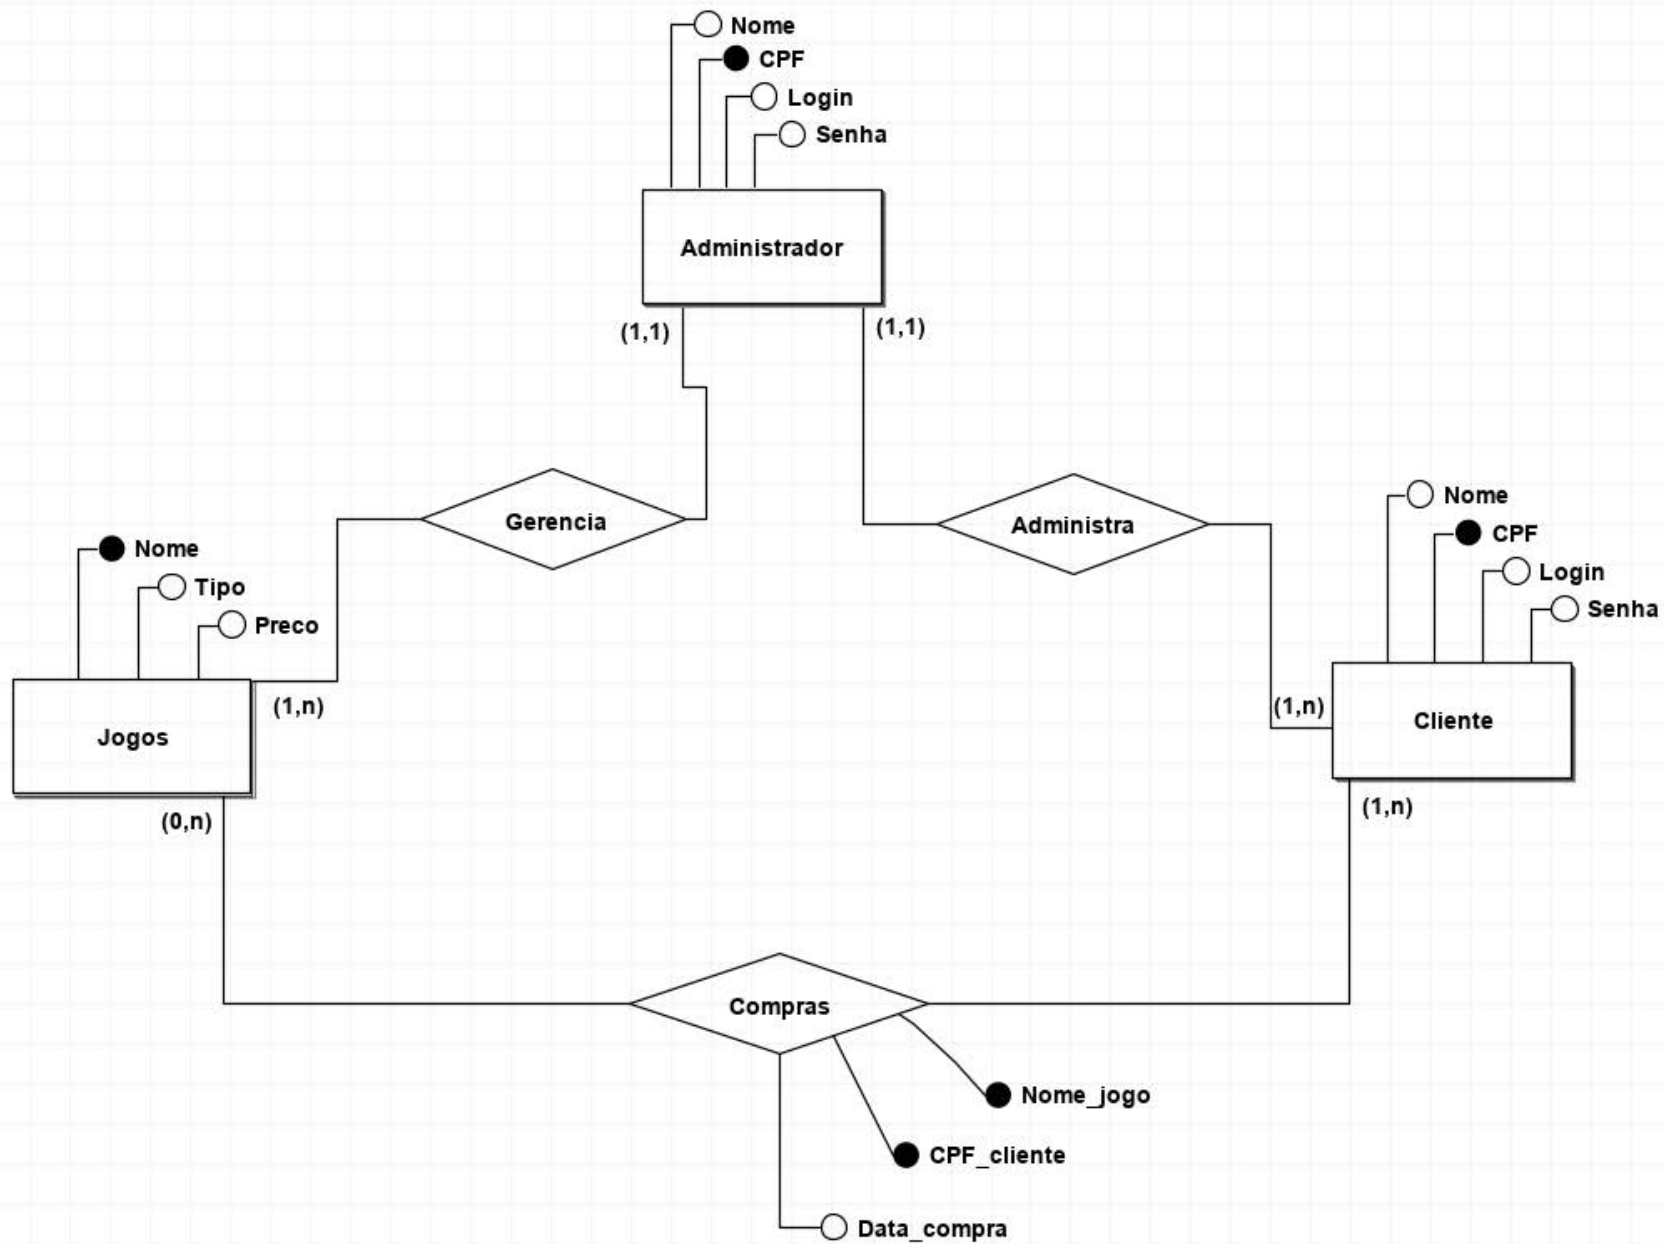 Nome
CPF
Login
Senha
Administrador
(1,1)
(1,1)
Gerencia
Administra
Nome
Tipo
Preco
Jogos
(1,n)
(0,n)
Nome
CPF
Login
Senha
Cliente
(1,n)
(1,n)
Compras
Nome_jogo
CPF_cliente
Data_compra